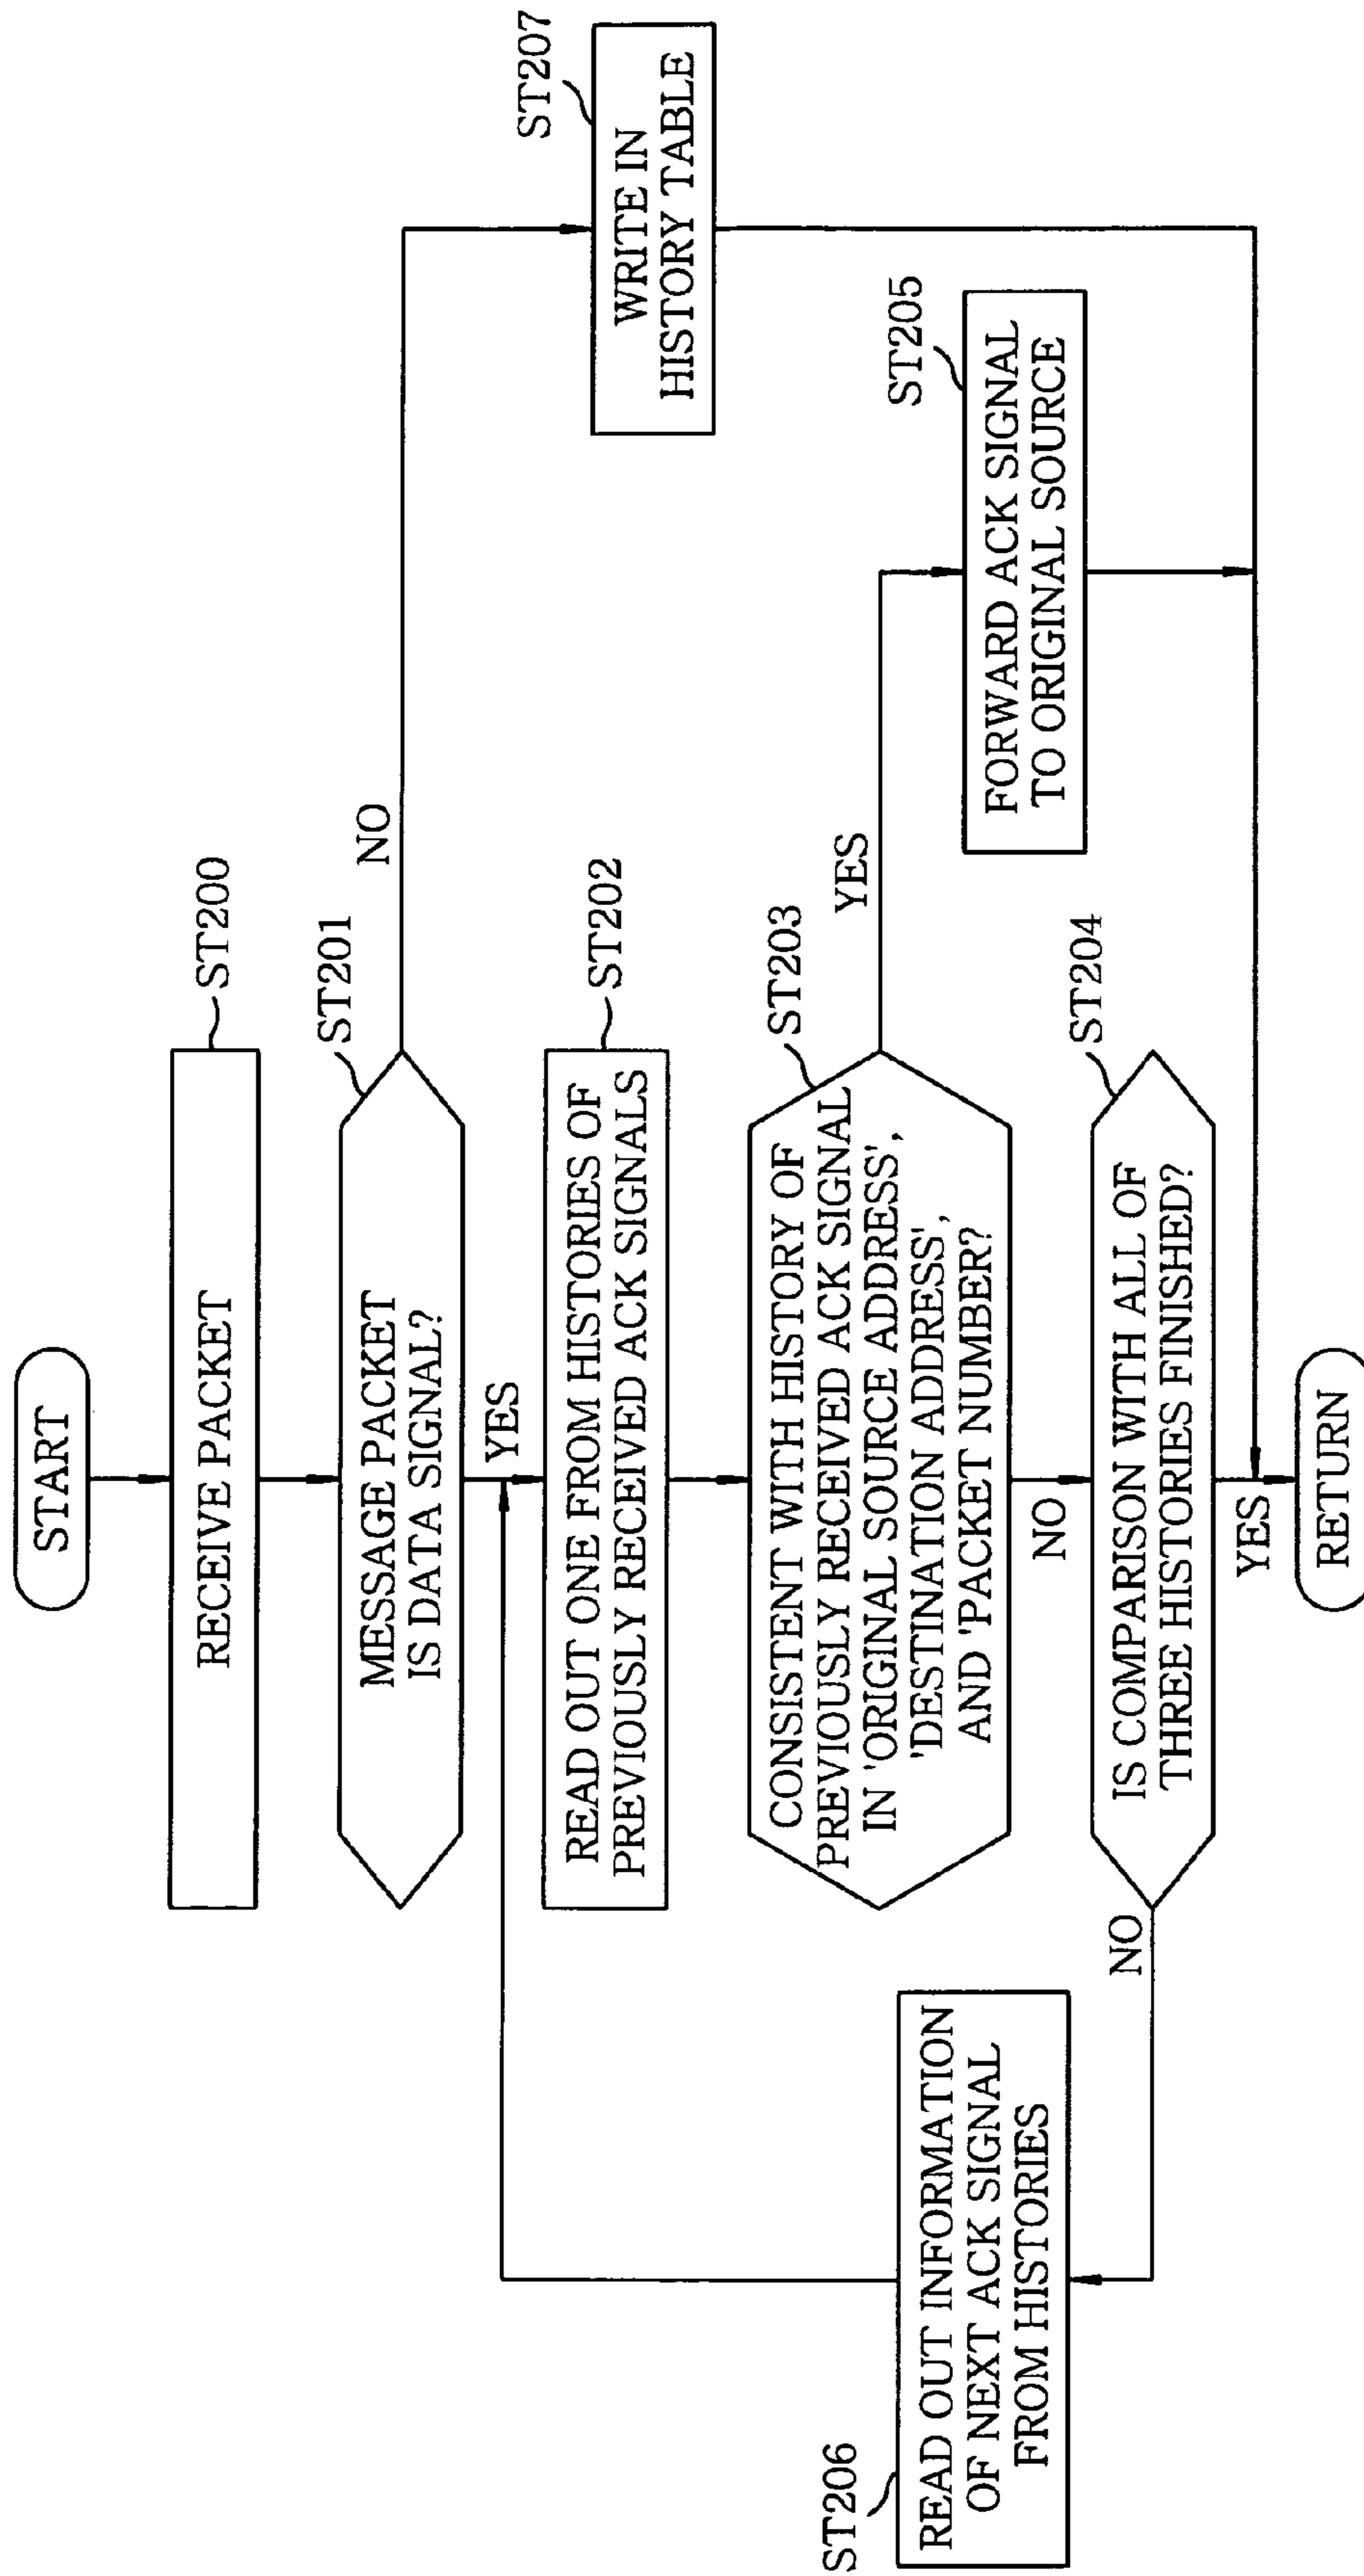 START
RECEIVE PACKET
ST200
MESSAGE PACKET
IS DATA SIGNAL?
ST201
NO
YES
READ OUT ONE FROM HISTORIES OF
PREVIOUSLY RECEIVED ACK SIGNALS
ST202
CONSISTENT WITH HISTORY OF
PREVIOUSLY RECEIVED ACK SIGNAL
IN 'ORIGINAL SOURCE ADDRESS',
'DESTINATION ADDRESS',
AND 'PACKET NUMBER?
ST203
YES
NO
IS COMPARISON WITH ALL OF
THREE HISTORIES FINISHED?
ST204
NO
YES
RETURN
FORWARD ACK SIGNAL
TO ORIGINAL SOURCE
ST205
READ OUT INFORMATION
OF NEXT ACK SIGNAL
FROM HISTORIES
ST206
WRITE IN
HISTORY TABLE
ST207